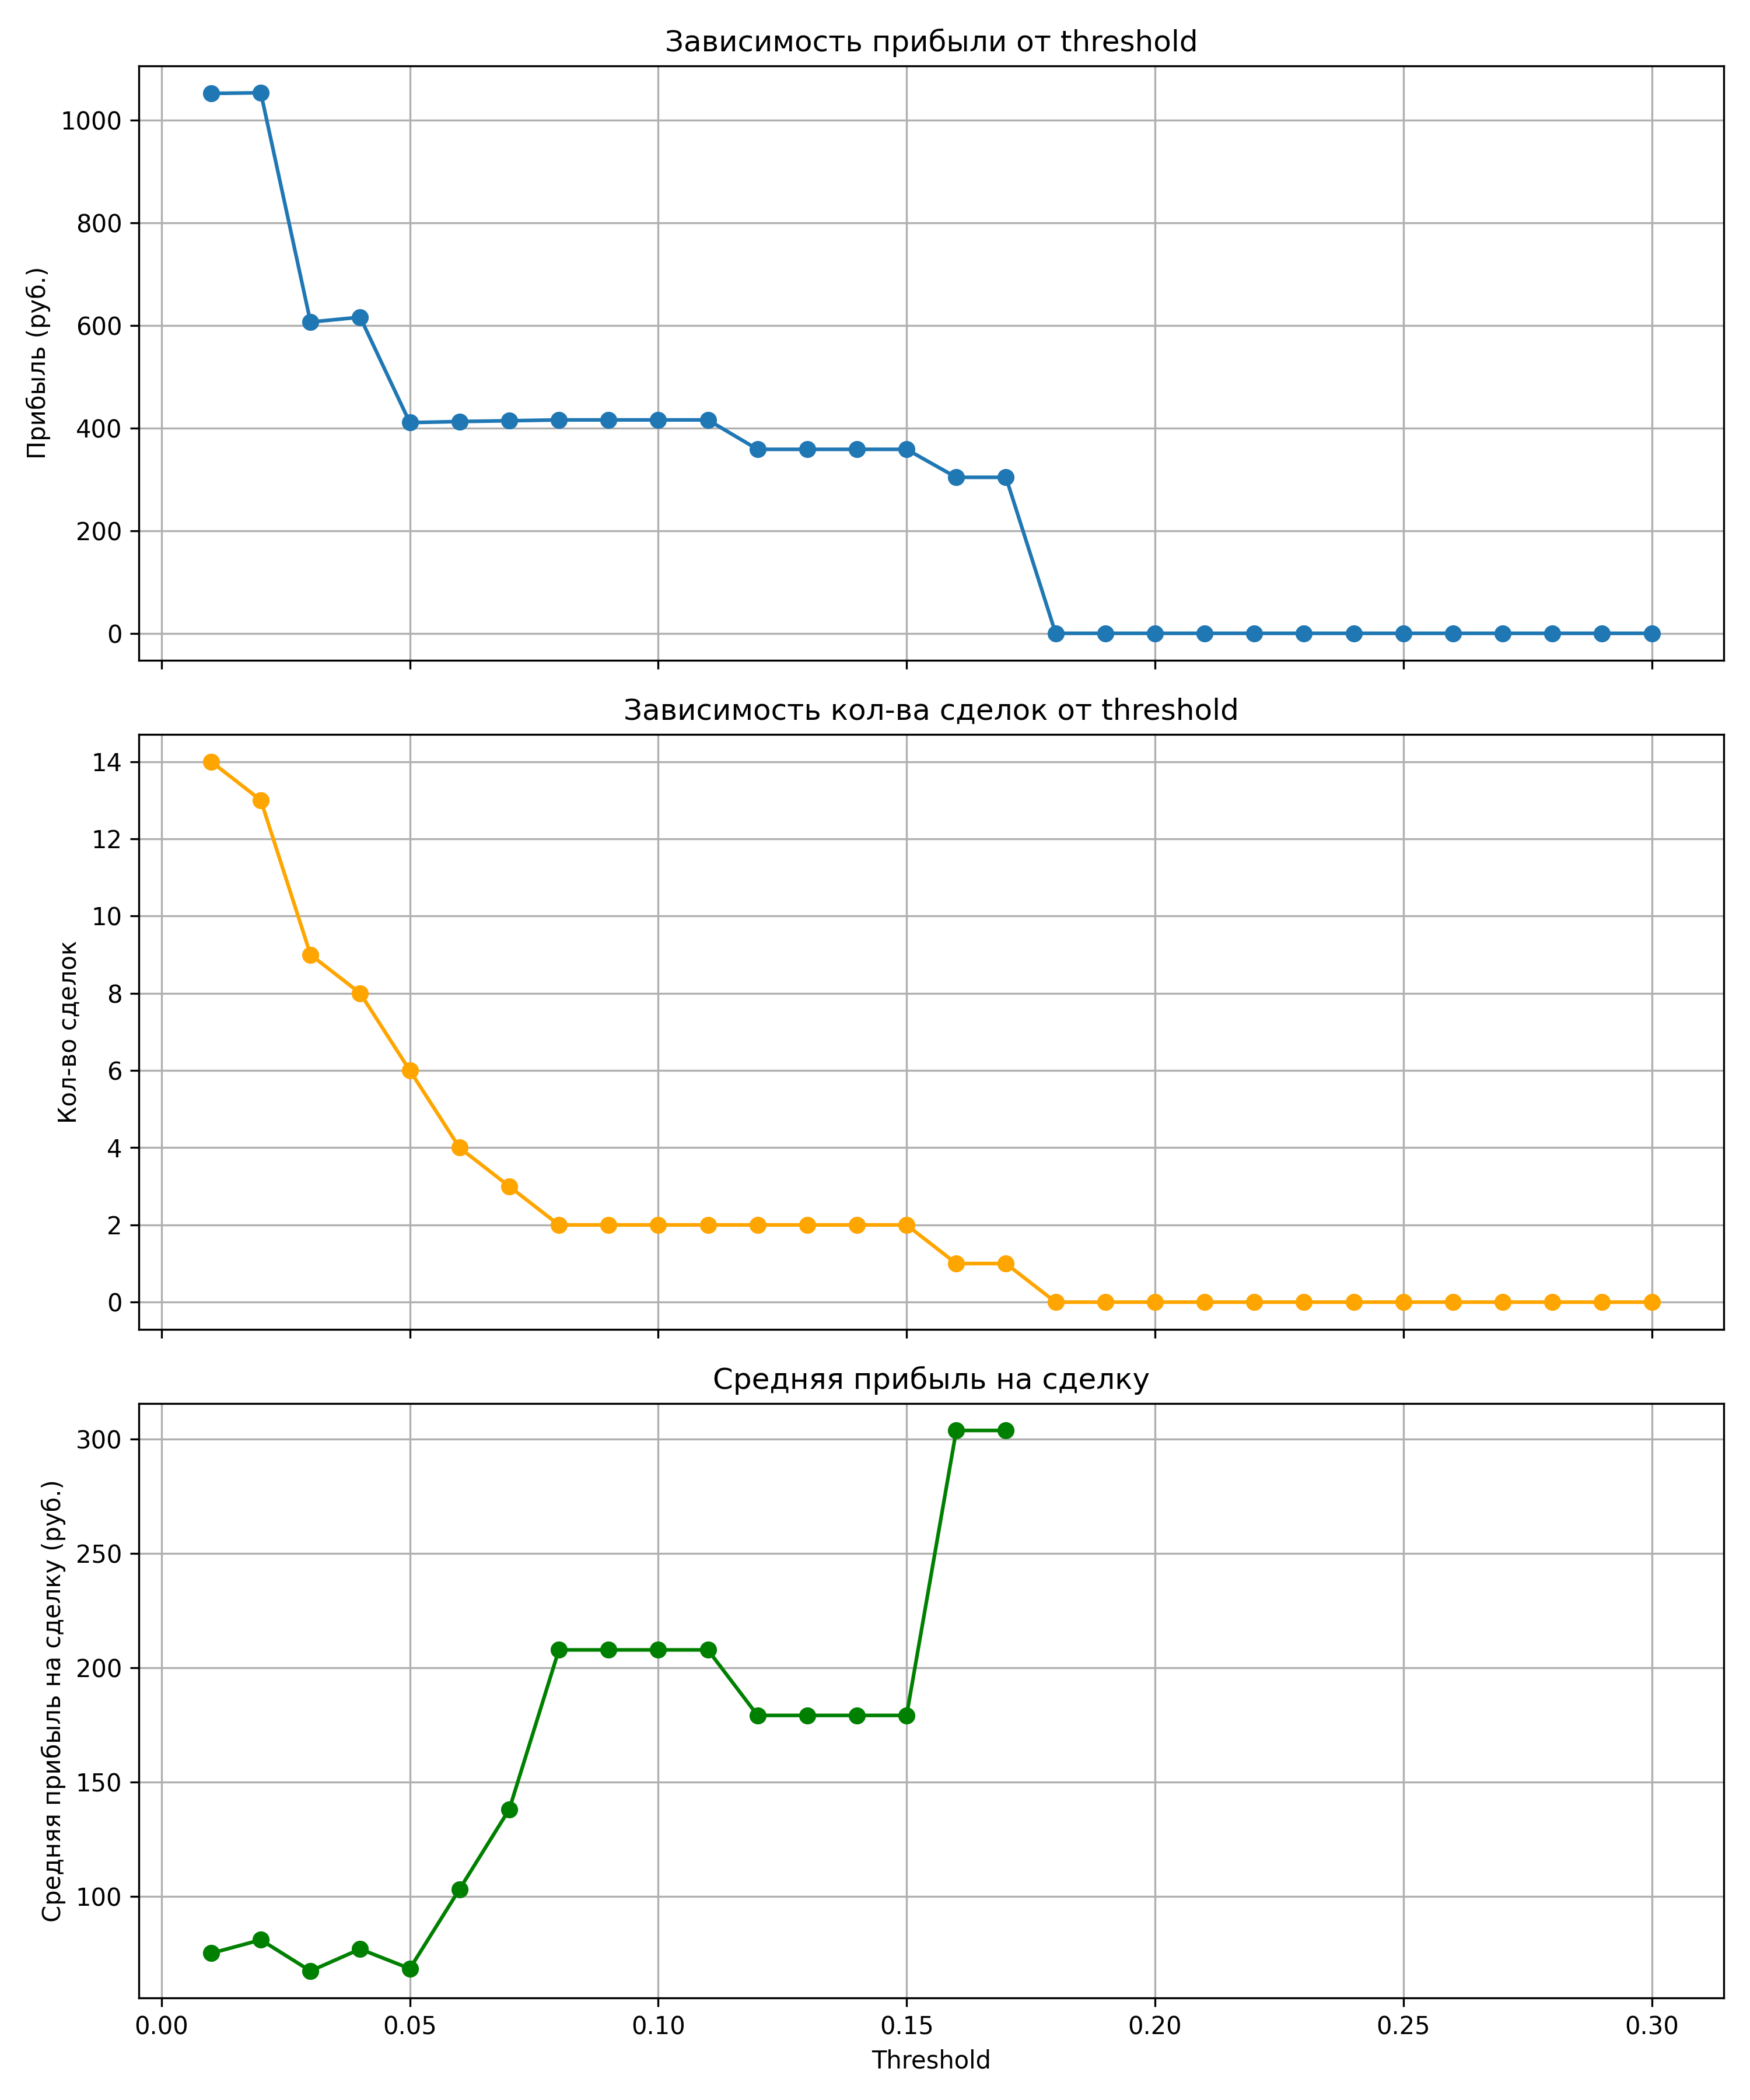 Зависимость прибыли от threshold
Прибыль (руб.)
1000
800
600
400
200
0
Зависимость кол-ва сделок от threshold
Кол-во сделок
14
12
10
8
6
4
2
0
Средняя прибыль на сделку
Средняя прибыль на сделку (руб.)
300
250
200
150
100
0.00 0.05 0.10 0.15 0.20 0.25 0.30
Threshold